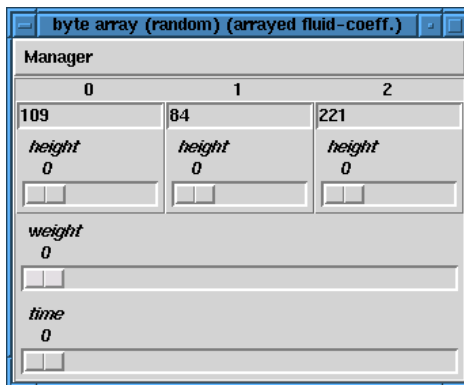 byte array (random) (arrayed fluid-coeff.)
Manager
0 1 2
109 84 221
height height height
0 0 0
weight
0
time
0